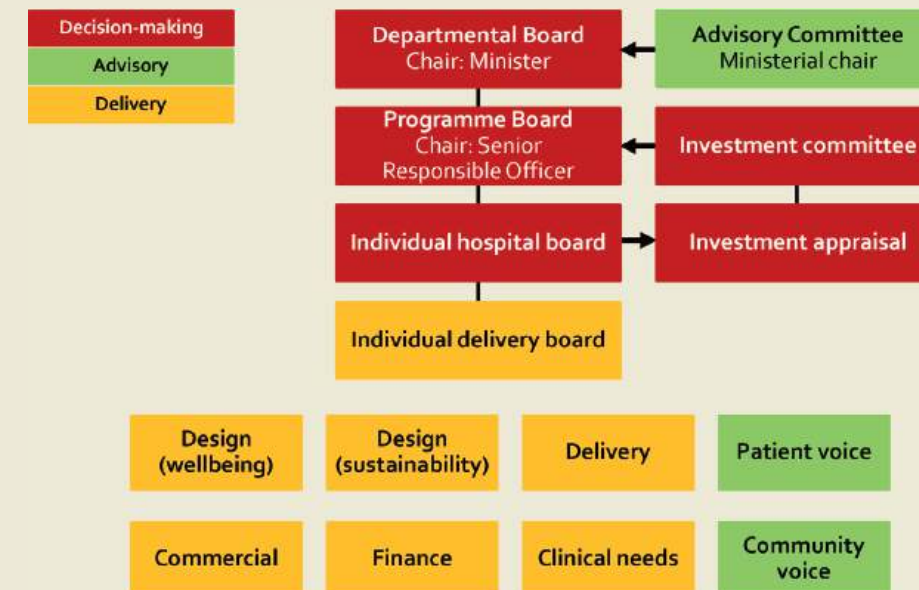 Decision-making
Advisory
Delivery
Departmental Board
Chair: Minister
Advisory Committee
Ministerial chair
Programme Board
Chair: Senior
Responsible Officer
Investment committee
Individual hospital board
Investment appraisal
Individual delivery board
Design
(wellbeing)
Design
(sustainability)
Delivery
Patient voice
Commercial
Finance
Clinical needs
Community
voice